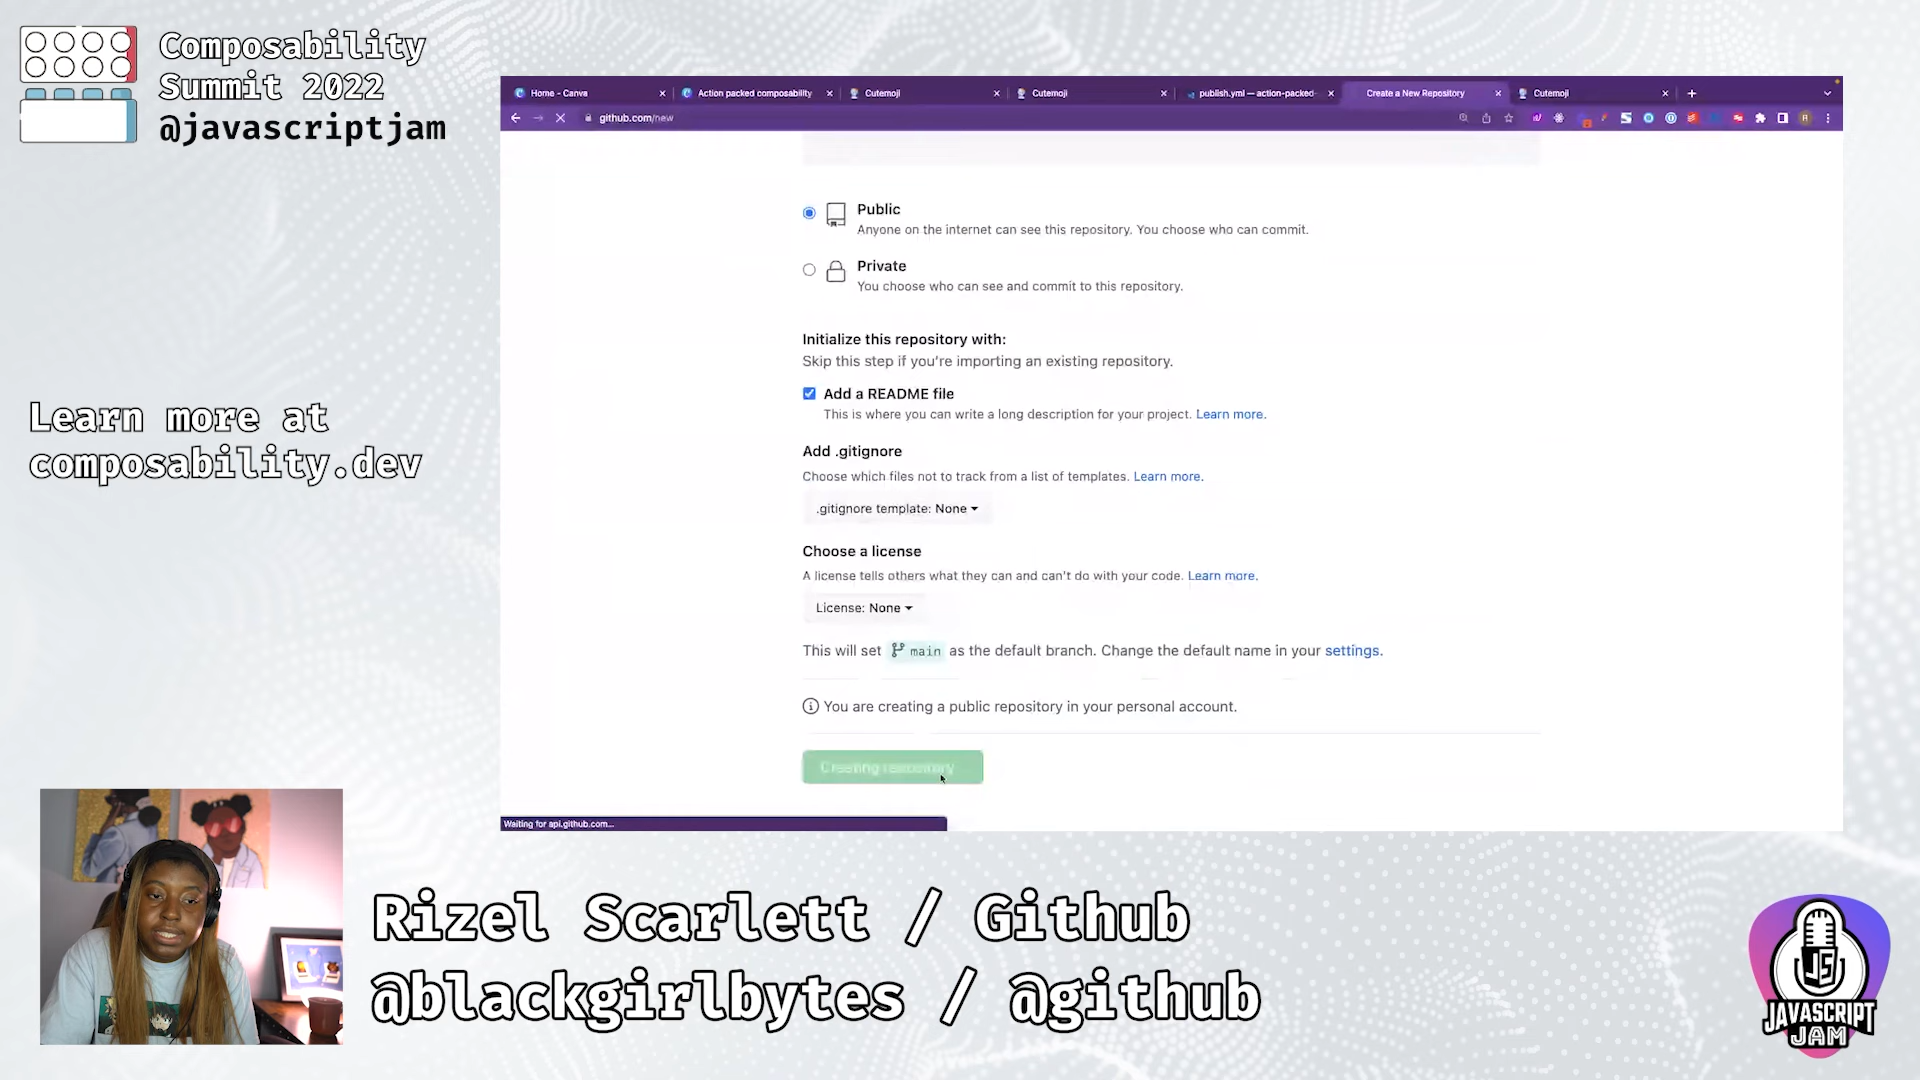 Composability
Summit 2022
@javascriptjam
Learn more at
composability.dev
Home - Canva
Action packed composability
Cutemoji
Cutemoji
publish.yml — action-packed-
Create a New Repository
Cutemoji
github.com/new
Public
Anyone on the internet can see this repository. You choose who can commit.
Private
You choose who can see and commit to this repository.
Initialize this repository with:
Skip this step if you're importing an existing repository.
Add a README file
This is where you can write a long description for your project. Learn more.
Add .gitignore
Choose which files not to track from a list of templates. Learn more.
.gitignore template: None
Choose a license
A license tells others what they can and can't do with your code. Learn more.
License: None
This will set main as the default branch. Change the default name in your settings.
You are creating a public repository in your personal account.
Creating repository
Waiting for api.github.com...
Rizel Scarlett / Github
@blackgirlbytes / @github
JS
JAVASCRIPT
JAM